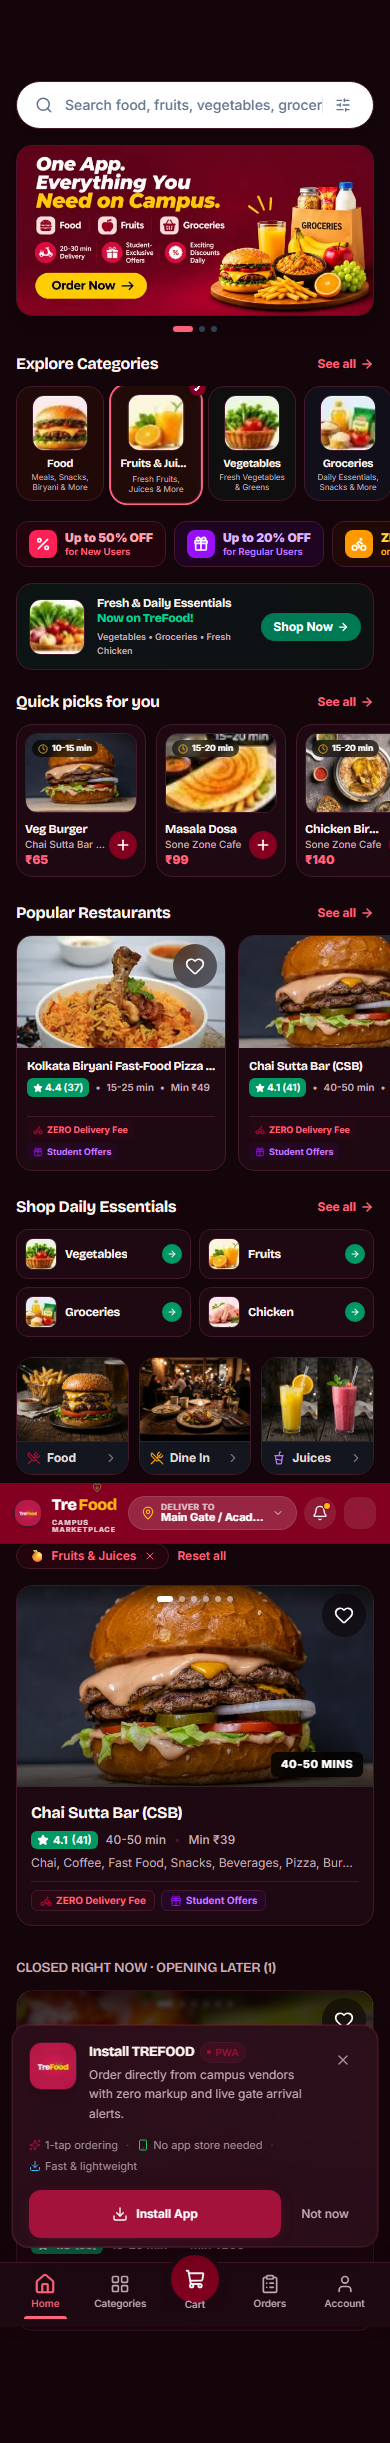 Search food, fruits, vegetables, grocer
One App.
Everything You
Need on Campus.
Food
Fruits
Groceries
20-30 min
Delivery
Student-
Exclusive
Offers
Exciting
Discounts
Daily
Order Now →
GROCERIES
Explore Categories
See all →
Food
Meals, Snacks,
Biryani & More
Fruits & Jui...
Fresh Fruits,
Juices & More
Vegetables
Fresh Vegetables
& Greens
Groceries
Daily Essentials,
Snacks & More
Up to 50% OFF
for New Users
Up to 20% OFF
for Regular Users
Fresh & Daily Essentials
Now on TreFood!
Vegetables • Groceries • Fresh
Chicken
Shop Now →
Quick picks for you
See all →
10-15 min
Veg Burger
Chai Sutta Bar ...
₹65
15-20 min
Masala Dosa
Sone Zone Cafe
₹99
15-20 min
Chicken Bir...
Sone Zone Cafe
₹140
Popular Restaurants
See all →
Kolkata Biryani Fast-Food Pizza ...
4.4 (37) • 15-25 min • Min ₹49
ZERO Delivery Fee
Student Offers
Chai Sutta Bar (CSB)
4.1 (41) • 40-50 min •
ZERO Delivery Fee
Student Offers
Shop Daily Essentials
See all →
Vegetables
Fruits
Groceries
Chicken
Food
Dine In
Juices
TreFood
TreFood
CAMPUS
MARKETPLACE
DELIVER TO
Main Gate / Acad...
Fruits & Juices
Reset all
40-50 MINS
Chai Sutta Bar (CSB)
4.1 (41) 40-50 min • Min ₹39
Chai, Coffee, Fast Food, Snacks, Beverages, Pizza, Bur...
ZERO Delivery Fee
Student Offers
CLOSED RIGHT NOW · OPENING LATER (1)
TreFood
Install TREFOOD
• PWA
Order directly from campus vendors
with zero markup and live gate arrival
alerts.
1-tap ordering · No app store needed ·
Fast & lightweight
Install App
Not now
Home
Categories
Cart
Orders
Account